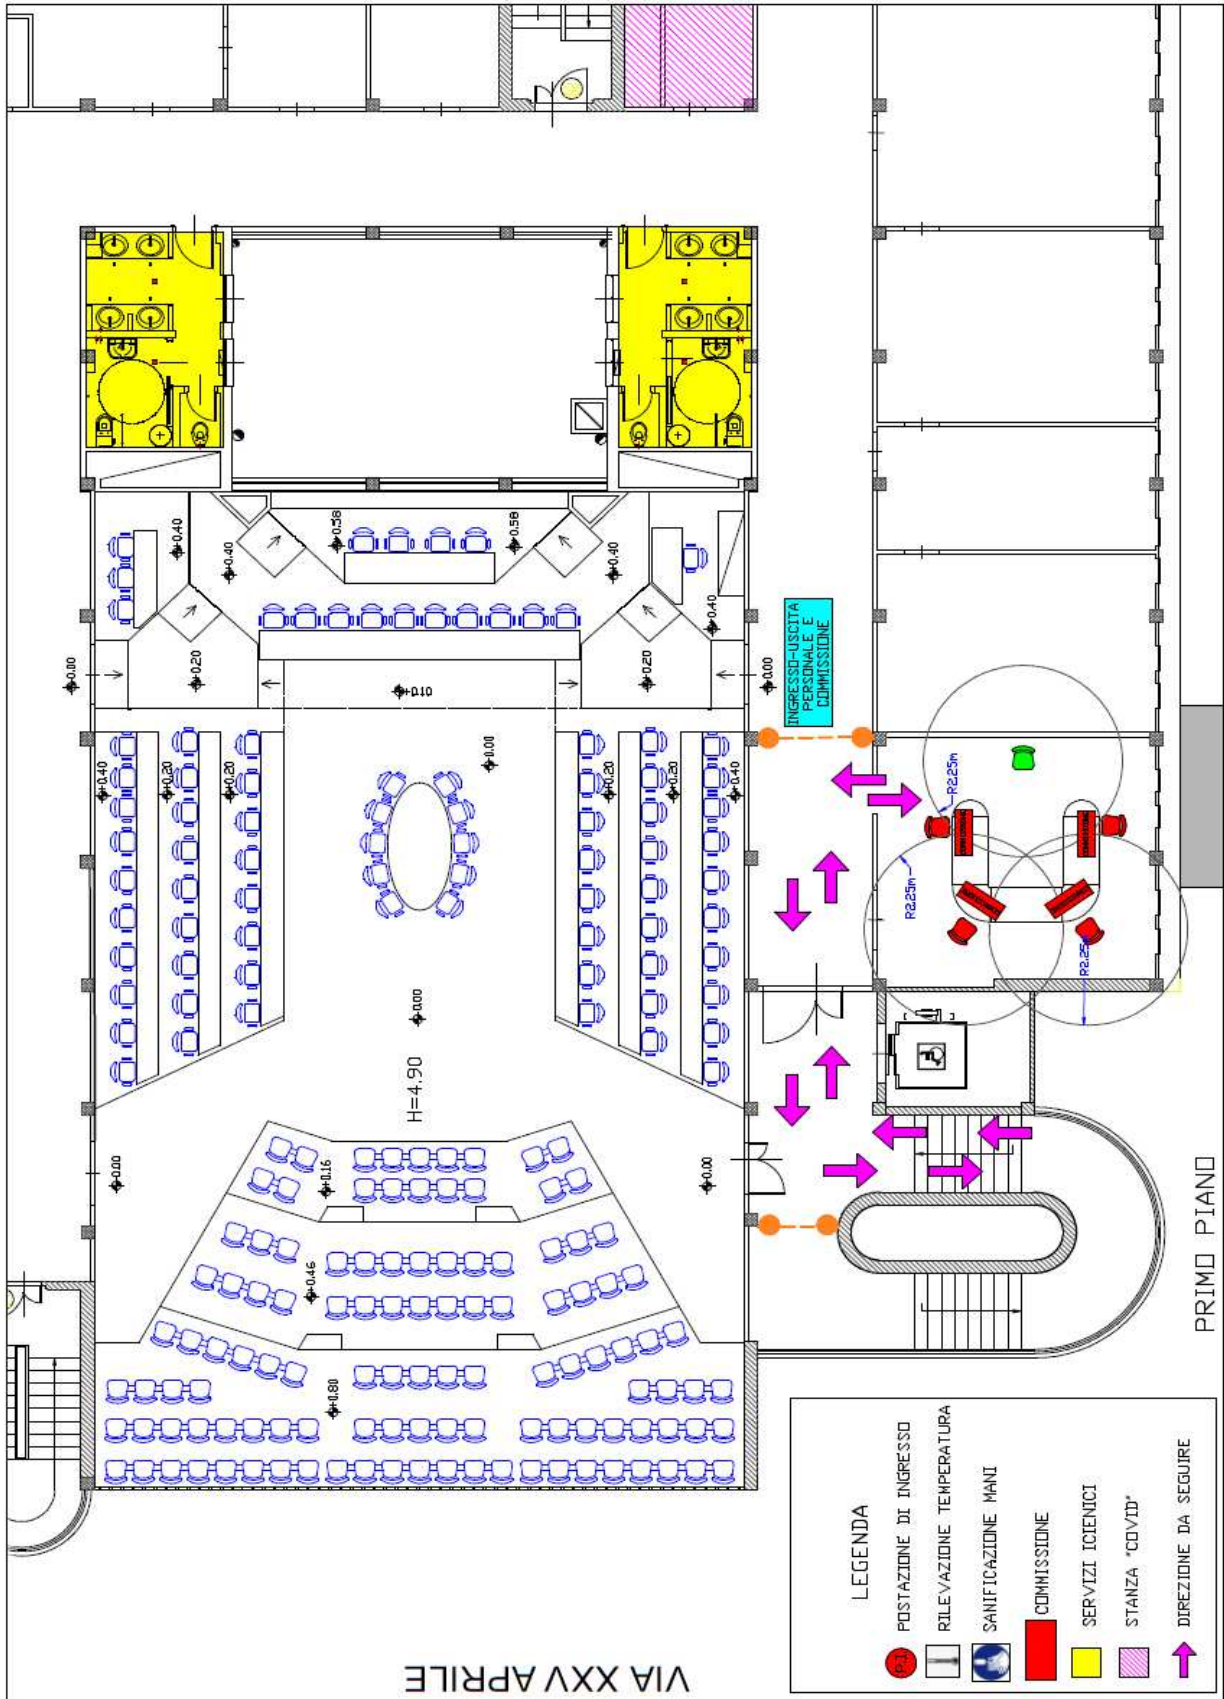 INGRESSO-USCITA
PERSONALE E
COMMISSIONE
+0.40
+0.58
+0.58
+0.40
+0.40
+0.40
+0.00
+0.20
+0.10
+0.20
+0.00
+0.40
+0.20
+0.20
+0.00
+0.20
+0.20
+0.40
R2.25m
R2.25m
R2.25
+0.00
H=4.90
+0.00
+0.16
+0.00
+0.46
+0.80
PRIMO PIANO
VIA XXV APRILE
LEGENDA
P.I.
POSTAZIONE DI INGRESSO
RILEVAZIONE TEMPERATURA
SANIFICAZIONE MANI
COMMISSIONE
SERVIZI ICIENICI
STANZA "COVID"
DIREZIONE DA SEGUIRE